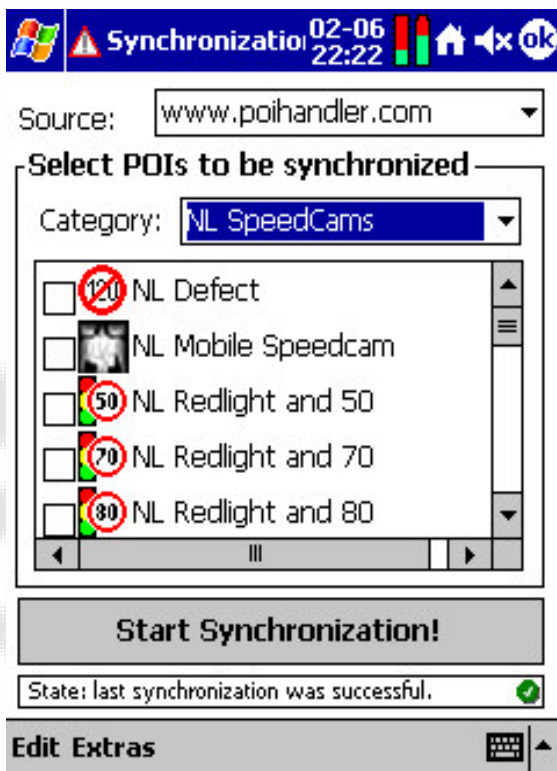 Synchronization 02-06 22:22 ok
Source: www.poihandler.com
Select POIs to be synchronized
Category: NL SpeedCams
120 NL Defect
NL Mobile Speedcam
50 NL Redlight and 50
70 NL Redlight and 70
80 NL Redlight and 80
Start Synchronization!
State: last synchronization was successful.
Edit Extras